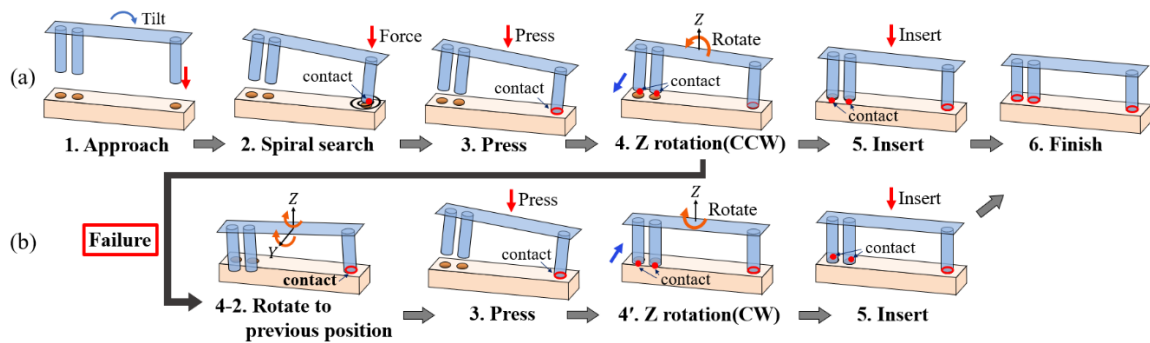 (a)
Tilt
1. Approach
Force
contact
2. Spiral search
Press
contact
3. Press
Z
Rotate
contact
4. Z rotation(CCW)
Insert
contact
5. Insert
6. Finish
(b)
Failure
Z
Y
contact
4-2. Rotate to
previous position
Press
contact
3. Press
Z
Rotate
contact
4′. Z rotation(CW)
Insert
contact
5. Insert